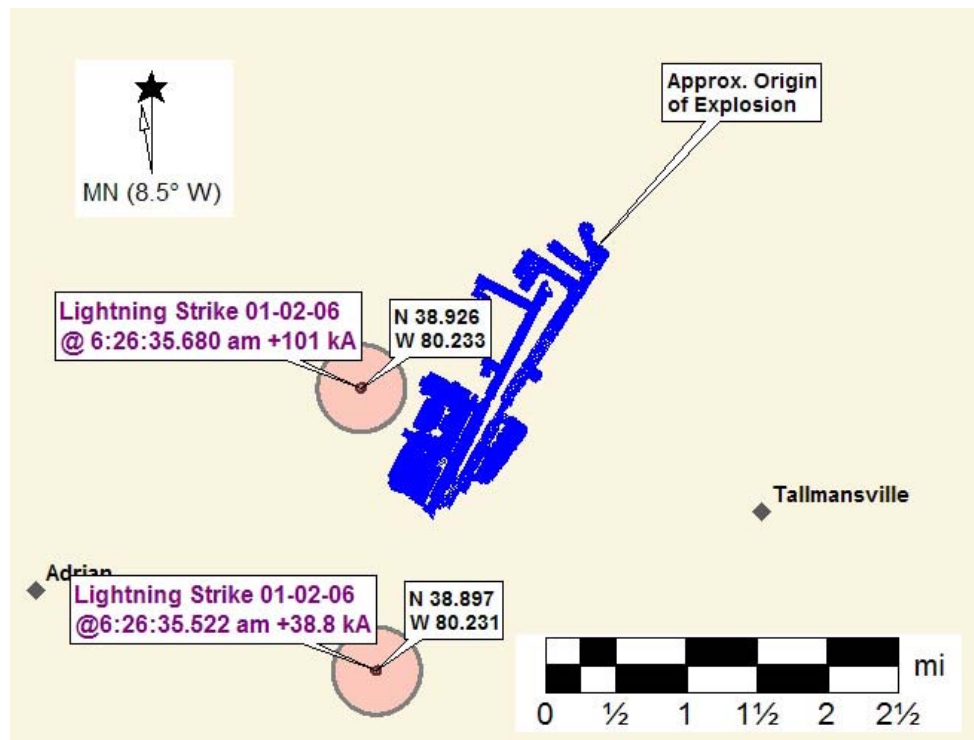 Approx. Origin
of Explosion
MN (8.5° W)
Lightning Strike 01-02-06
@ 6:26:35.680 am +101 kA
N 38.926
W 80.233
Tallmansville
Adrian
Lightning Strike 01-02-06
@6:26:35.522 am +38.8 kA
N 38.897
W 80.231
mi
0 ½ 1 1½ 2 2½